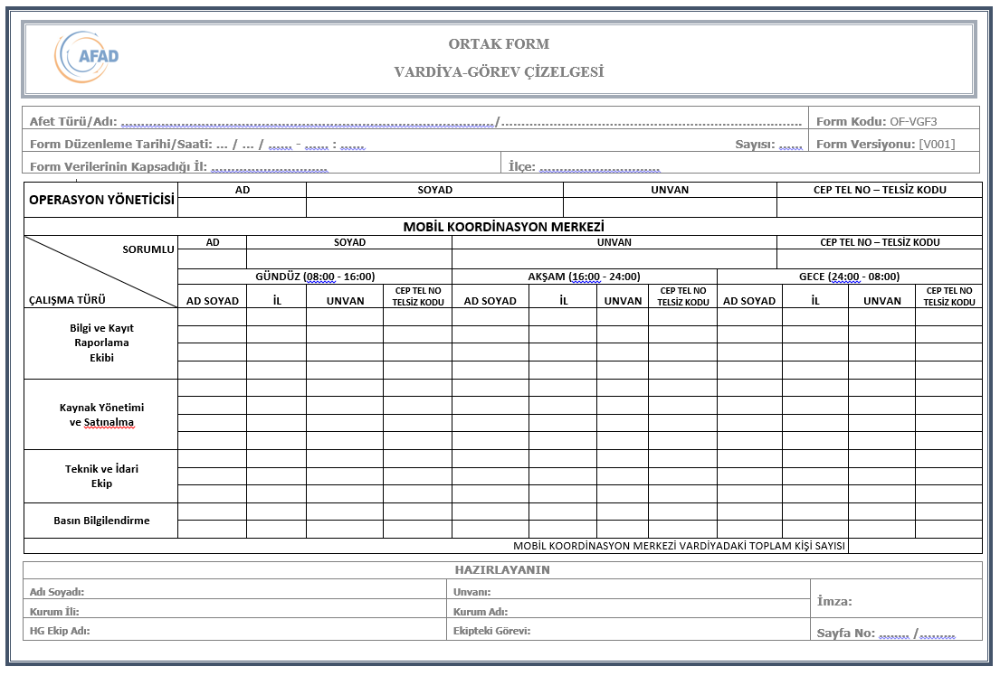 AFAD
ORTAK FORM
VARDİYA-GÖREV ÇİZELGESİ
Afet Türü/Adı: ........................................................................../........................................................................... Form Kodu: OF-VGF3
Form Düzenleme Tarihi/Saati: ... / ... / ...... - ...... : ...... Sayısı: ...... Form Versiyonu: [V001]
Form Verilerinin Kapsadığı İl: ............................. İlçe: ..............................
OPERASYON YÖNETİCİSİ AD SOYAD UNVAN CEP TEL NO – TELSİZ KODU
MOBİL KOORDİNASYON MERKEZİ
SORUMLU AD SOYAD UNVAN CEP TEL NO – TELSİZ KODU
GÜNDÜZ (08:00 - 16:00) AKŞAM (16:00 - 24:00) GECE (24:00 - 08:00)
ÇALIŞMA TÜRÜ AD SOYAD İL UNVAN CEP TEL NO TELSİZ KODU AD SOYAD İL UNVAN CEP TEL NO TELSİZ KODU AD SOYAD İL UNVAN CEP TEL NO TELSİZ KODU
Bilgi ve Kayıt
Raporlama
Ekibi
Kaynak Yönetimi
ve Satınalma
Teknik ve İdari
Ekip
Basın Bilgilendirme
MOBİL KOORDİNASYON MERKEZİ VARDİYADAKİ TOPLAM KİŞİ SAYISI
HAZIRLAYANIN
Adı Soyadı: Unvanı: İmza:
Kurum İli: Kurum Adı:
HG Ekip Adı: Ekipteki Görevi: Sayfa No: ........ /.........